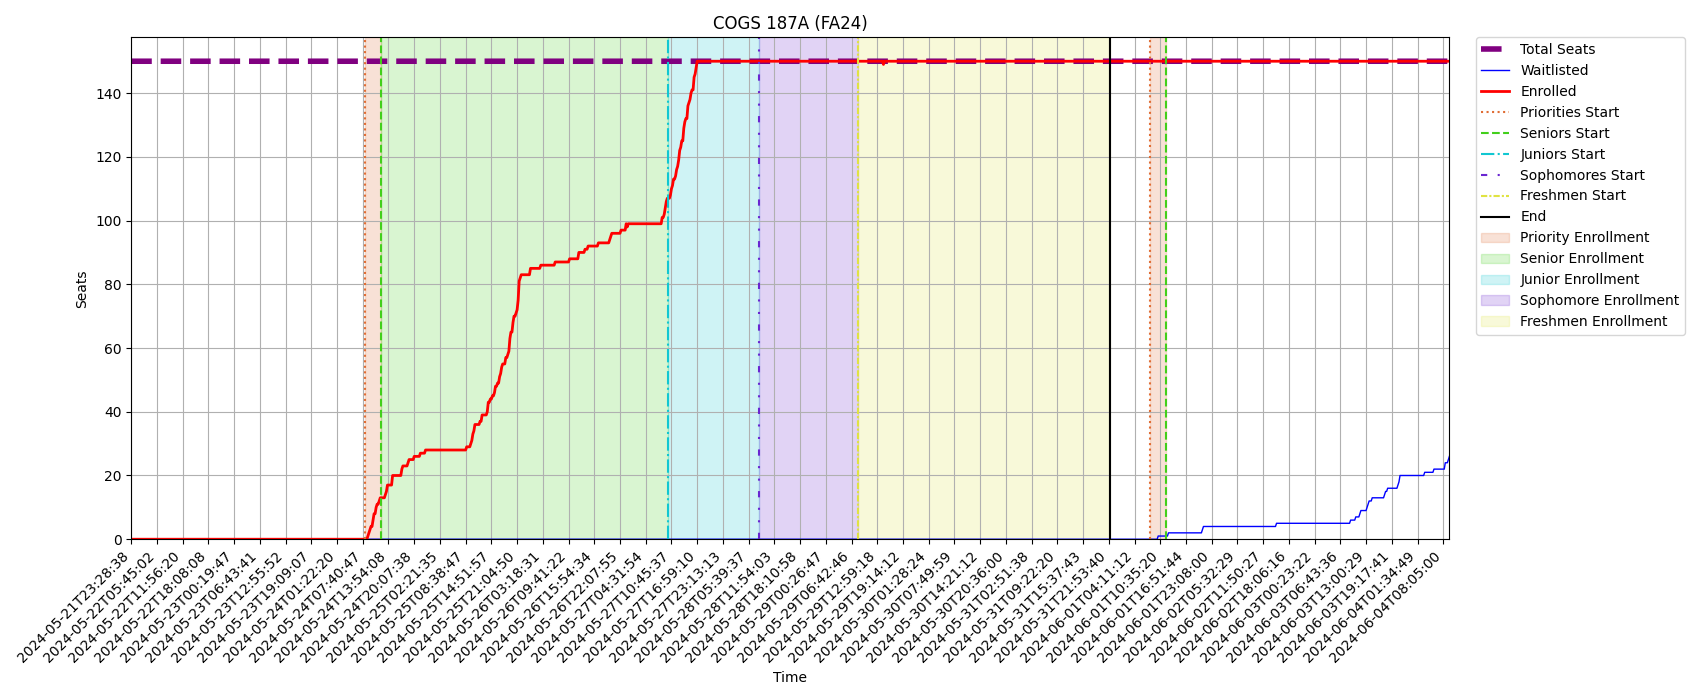 COGS 187A (FA24)
Seats
140
120
100
80
60
40
20
0
2024-05-21T23:28:38
2024-05-22T05:45:02
2024-05-22T11:56:20
2024-05-22T18:08:08
2024-05-23T00:19:47
2024-05-23T06:43:41
2024-05-23T12:55:52
2024-05-23T19:09:07
2024-05-24T01:22:20
2024-05-24T07:40:47
2024-05-24T13:54:08
2024-05-24T20:07:38
2024-05-25T02:21:35
2024-05-25T08:38:47
2024-05-25T14:51:57
2024-05-25T21:04:50
2024-05-26T03:18:31
2024-05-26T09:41:22
2024-05-26T15:54:34
2024-05-26T22:07:55
2024-05-27T04:31:54
2024-05-27T10:45:37
2024-05-27T16:59:10
2024-05-27T23:13:13
2024-05-28T05:39:37
2024-05-28T11:54:03
2024-05-28T18:10:58
2024-05-29T00:26:47
2024-05-29T06:42:46
2024-05-29T12:59:18
2024-05-29T19:14:12
2024-05-30T01:28:24
2024-05-30T07:49:59
2024-05-30T14:21:12
2024-05-30T20:36:00
2024-05-31T02:51:38
2024-05-31T09:22:20
2024-05-31T15:37:43
2024-05-31T21:53:40
2024-06-01T04:11:12
2024-06-01T10:35:20
2024-06-01T16:51:44
2024-06-01T23:08:00
2024-06-02T05:32:29
2024-06-02T11:50:27
2024-06-02T18:06:16
2024-06-03T00:23:22
2024-06-03T06:43:36
2024-06-03T13:00:29
2024-06-03T19:17:41
2024-06-04T01:34:49
2024-06-04T08:05:00
Time
Total Seats
Waitlisted
Enrolled
Priorities Start
Seniors Start
Juniors Start
Sophomores Start
Freshmen Start
End
Priority Enrollment
Senior Enrollment
Junior Enrollment
Sophomore Enrollment
Freshmen Enrollment